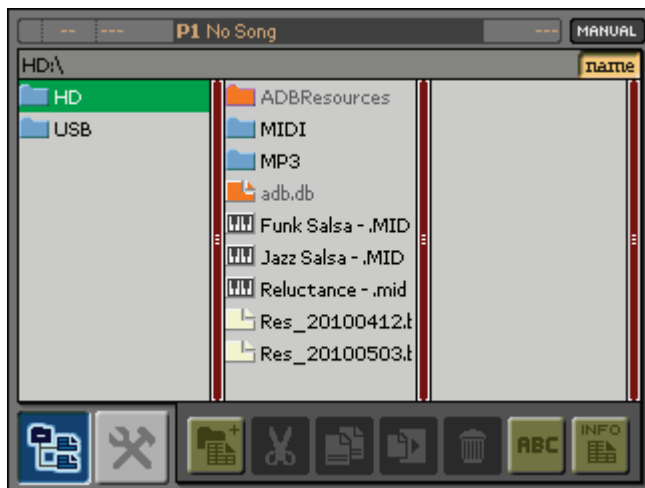 -- --- P1 No Song --- MANUAL
HD:\ name
HD
USB
ADBResources
MIDI
MP3
adb.db
Funk Salsa - .MID
Jazz Salsa - .MID
Reluctance - .mid
Res_20100412.t
Res_20100503.t
ABC
INFO